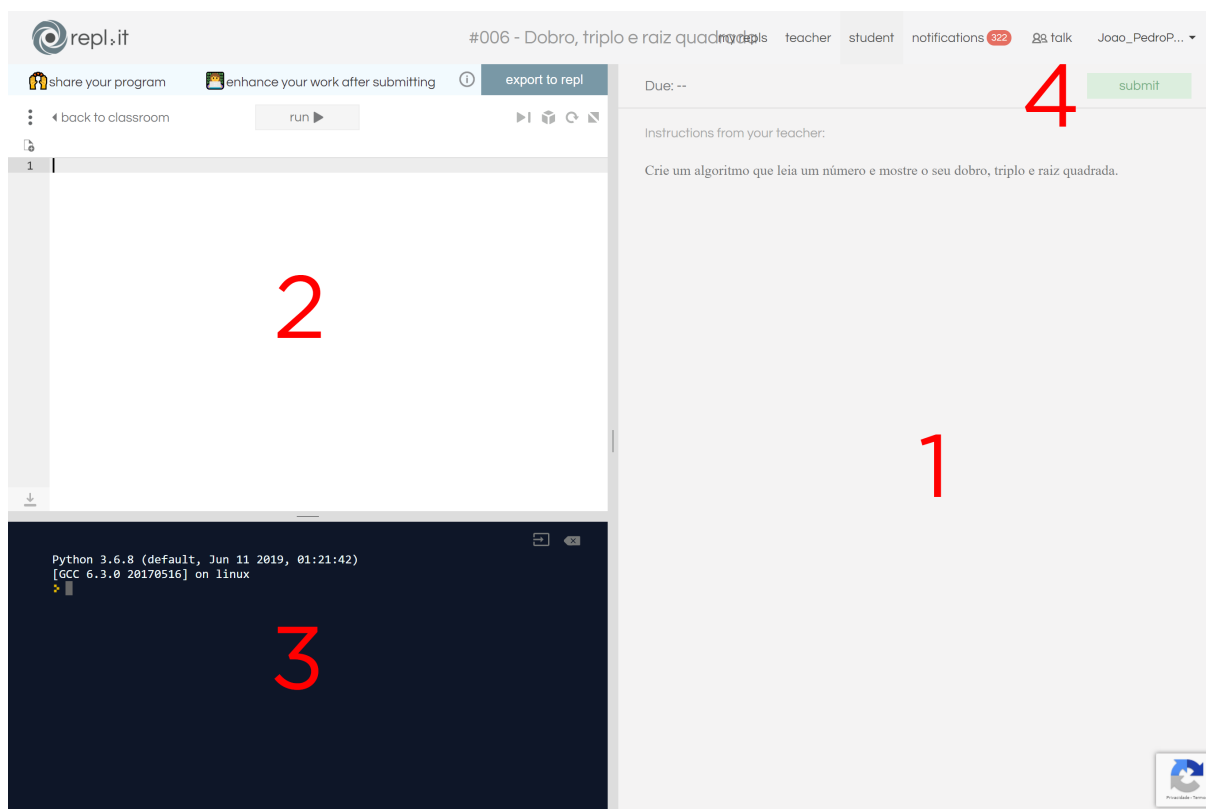 repl.it
#006 - Dobro, triplo e raiz quadrada
my repls teacher student notifications 322 talk Joao_PedroP...
share your program enhance your work after submitting export to repl
Due: --
4
submit
back to classroom run
Instructions from your teacher:
1
Crie um algoritmo que leia um número e mostre o seu dobro, triplo e raiz quadrada.
2
1
Python 3.6.8 (default, Jun 11 2019, 01:21:42)
[GCC 6.3.0 20170516] on linux
3
Privacidade - Termos